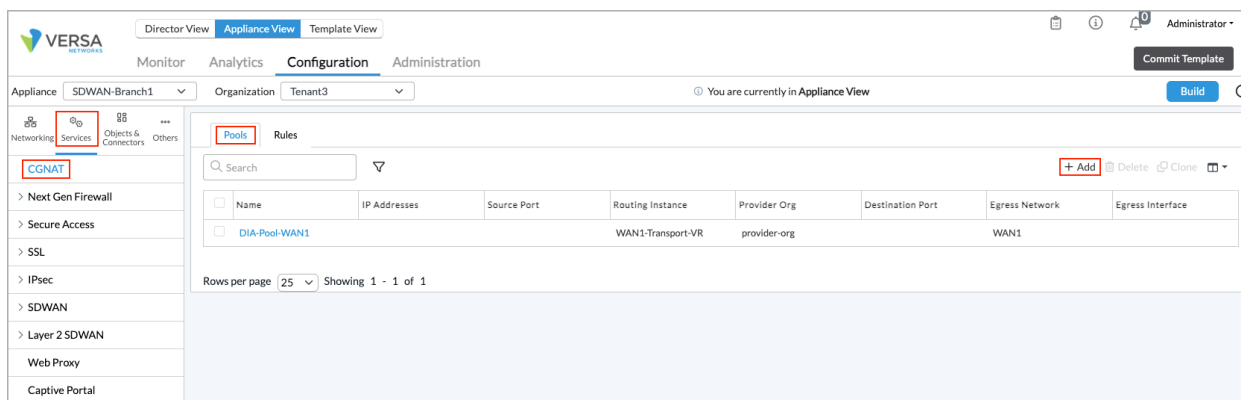 VERSA
NETWORKS
Director View Appliance View Template View
0
Administrator
Monitor Analytics Configuration Administration
Commit Template
Appliance SDWAN-Branch1 Organization Tenant3 You are currently in Appliance View Build
Networking Services Objects & Connectors Others
CGNAT
Next Gen Firewall
Secure Access
SSL
IPsec
SDWAN
Layer 2 SDWAN
Web Proxy
Captive Portal
Pools Rules
Search + Add Delete Clone
Name IP Addresses Source Port Routing Instance Provider Org Destination Port Egress Network Egress Interface
DIA-Pool-WAN1 WAN1-Transport-VR provider-org WAN1
Rows per page 25 Showing 1 - 1 of 1